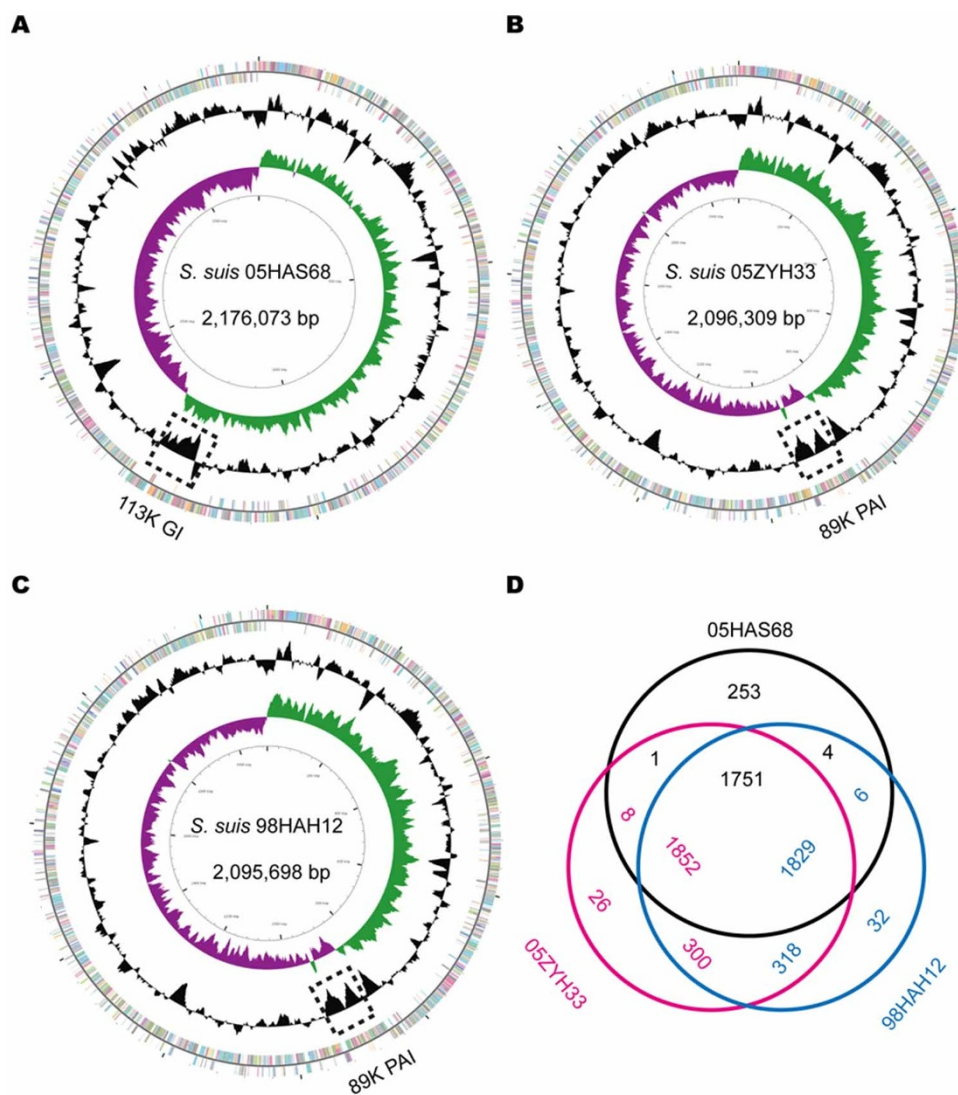 A
S. suis 05HAS68
2,176,073 bp
113K GI
B
S. suis 05ZYH33
2,096,309 bp
89K PAI
C
S. suis 98HAH12
2,095,698 bp
89K PAI
D
05HAS68
253
1
4
1751
8
6
1852
1829
26
32
300
318
05ZYH33
98HAH12